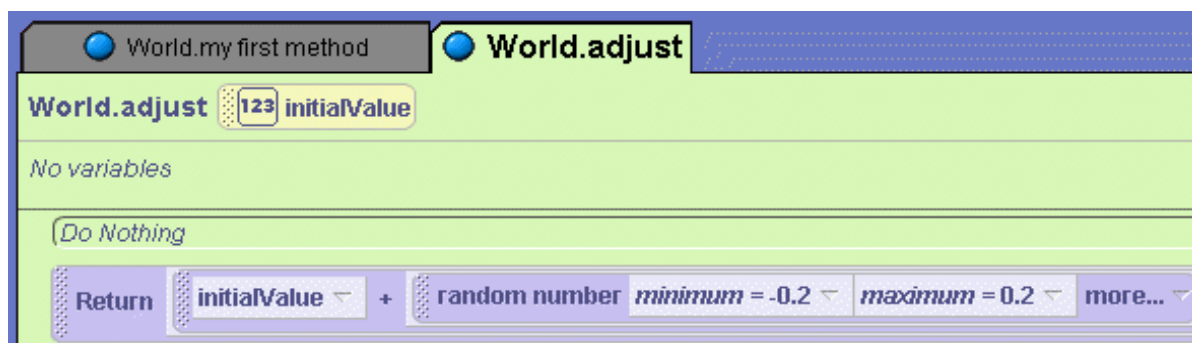 World.my first method World.adjust
World.adjust 123 initialValue
No variables
(Do Nothing
Return initialValue + random number minimum = -0.2 maximum = 0.2 more...